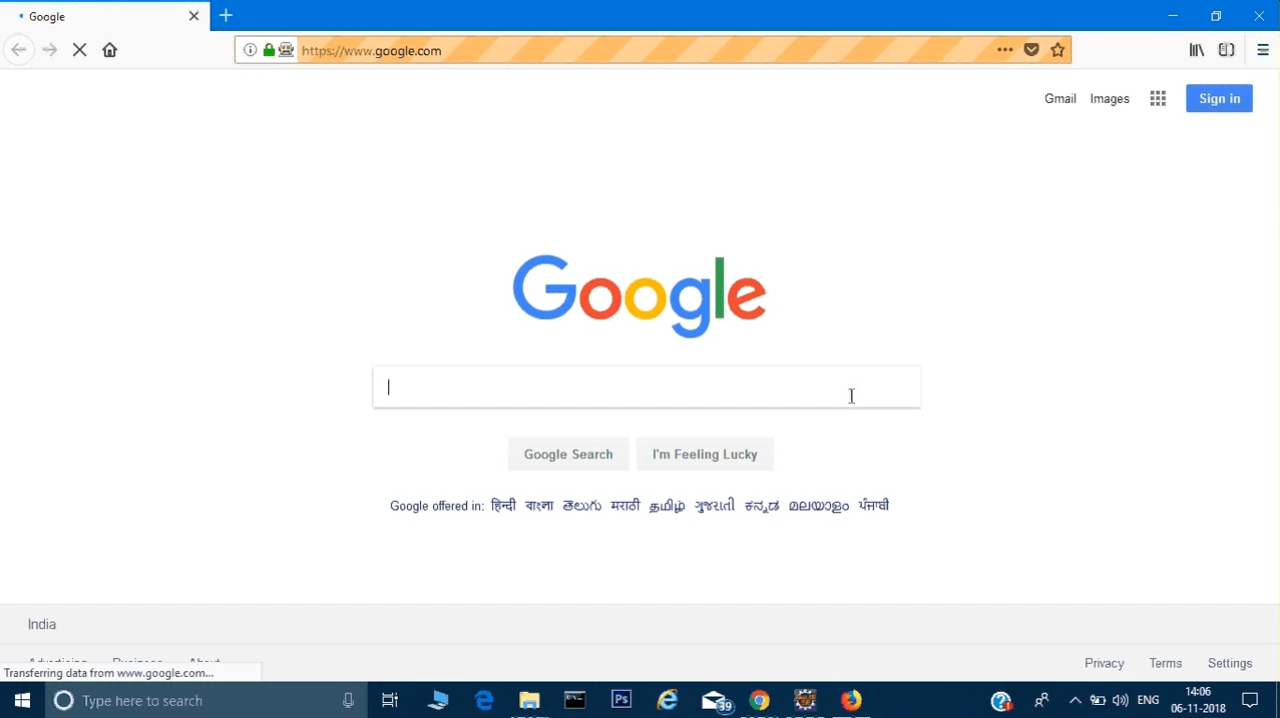 Google
https://www.google.com
Gmail Images Sign in
Google
Google Search I'm Feeling Lucky
Google offered in: हिन्दी বাংলা తెలుగు मराठी தமிழ் ગુજરાતી ಕನ್ನಡ മലയാളം ਪੰਜਾਬੀ
India
Advertising Business About Privacy Terms Settings
Transferring data from www.google.com...
Type here to search Ps 39 ENG 14:06
06-11-2018